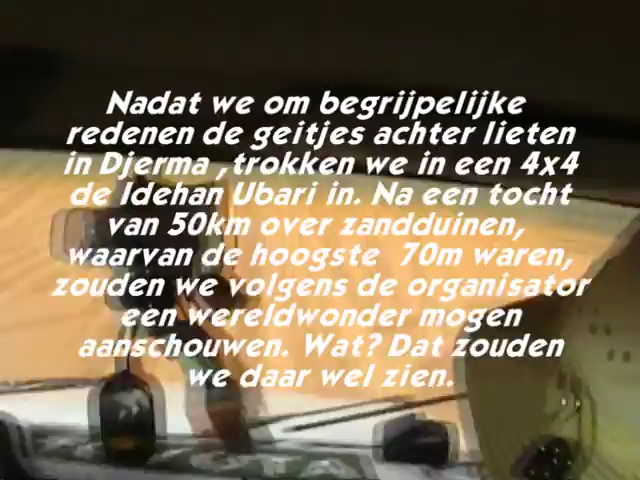 Nadat we om begrijpelijke
redenen de geitjes achter lieten
in Djerma ,trokken we in een 4x4
de Idehan Ubari in. Na een tocht
van 50km over zandduinen,
waarvan de hoogste 70m waren,
zouden we volgens de organisator
een wereldwonder mogen
aanschouwen. Wat? Dat zouden
we daar wel zien.